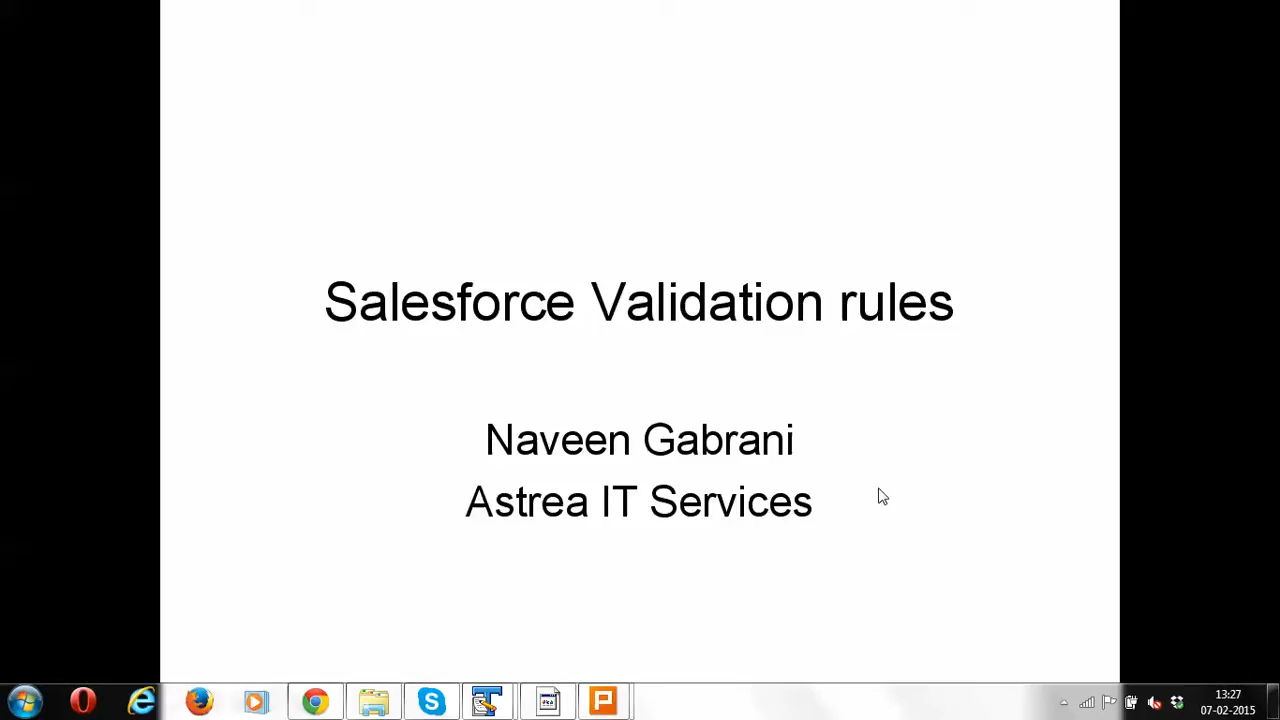 Salesforce Validation rules
Naveen Gabrani
Astrea IT Services
13:27
07-02-2015